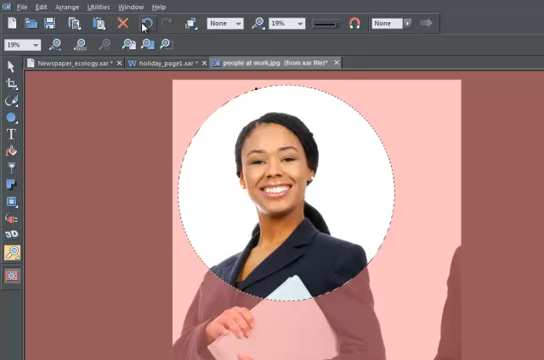 File Edit Arrange Utilities Window Help
None 19% None
19%
Newspaper_ecology.xar * holiday_page1.xar * people at work.jpg (from xar file)*
T
3D